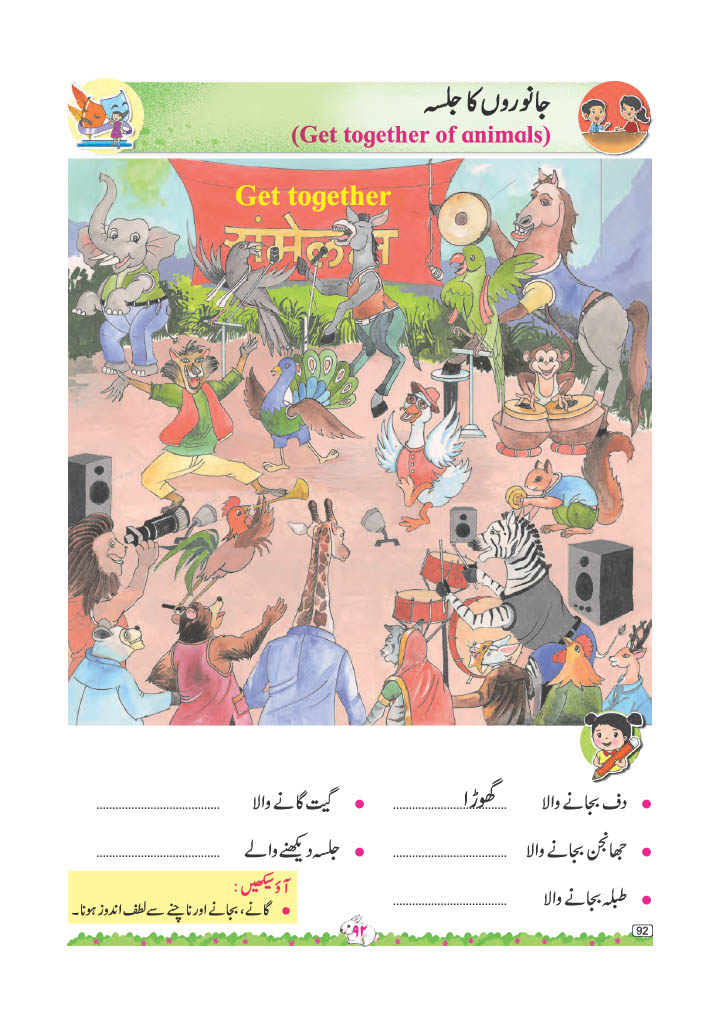 جانوروں کا جلسہ
(Get together of animals)
Get together
संमेलन
دف بجانے والا گھوڑا
گیت گانے والا
جھانجن بجانے والا
جلسہ دیکھنے والے
طبلہ بجانے والا
آؤ سیکھیں :
گانے، بجانے اور ناچنے سے لطف اندوز ہونا۔
۹۲
92